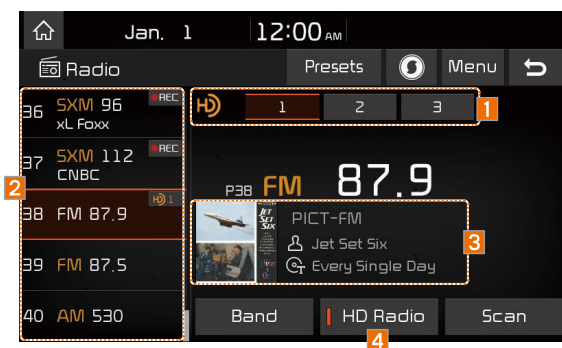 Jan. 1 12:00 AM
Radio Presets Menu
36 SXM 96 REC
xL Foxx
37 SXM 112 REC
CNBC
38 FM 87.9 HD 1
39 FM 87.5
40 AM 530
HD 1 2 3
1
2
P38 FM 87.9
JET SET SIX
PICT-FM
Jet Set Six
Every Single Day
3
Band HD Radio Scan
4